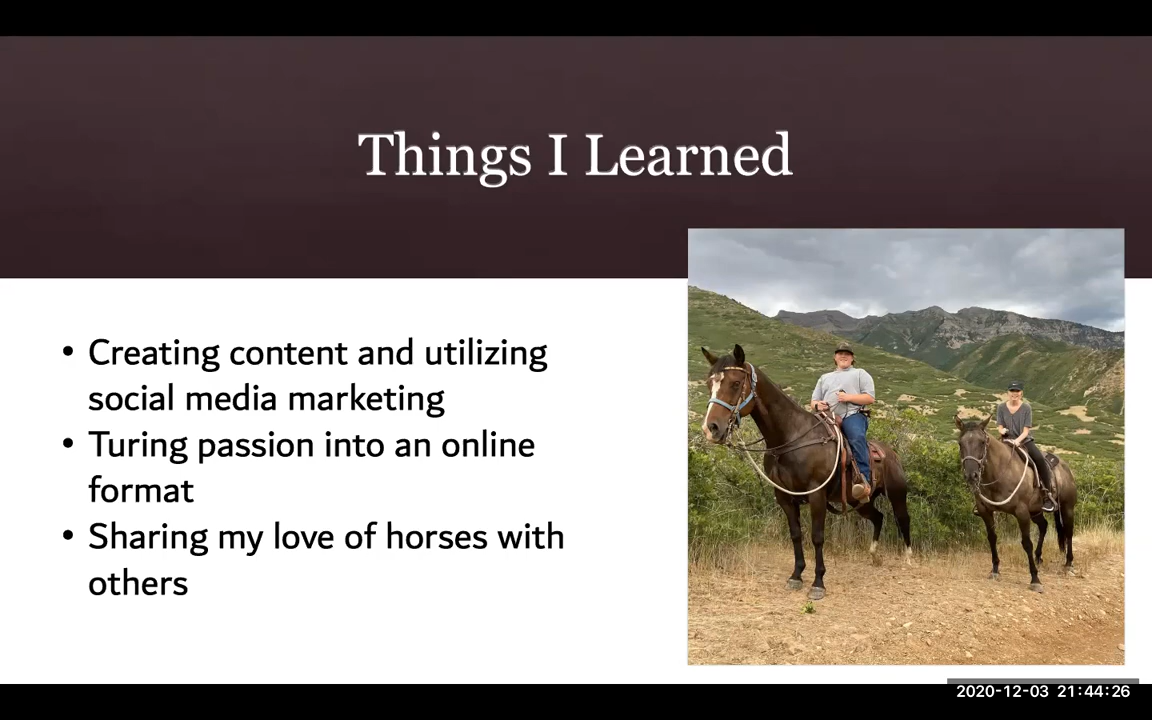 Things I Learned
• Creating content and utilizing
social media marketing
• Turing passion into an online
format
• Sharing my love of horses with
others
2020-12-03 21:44:26